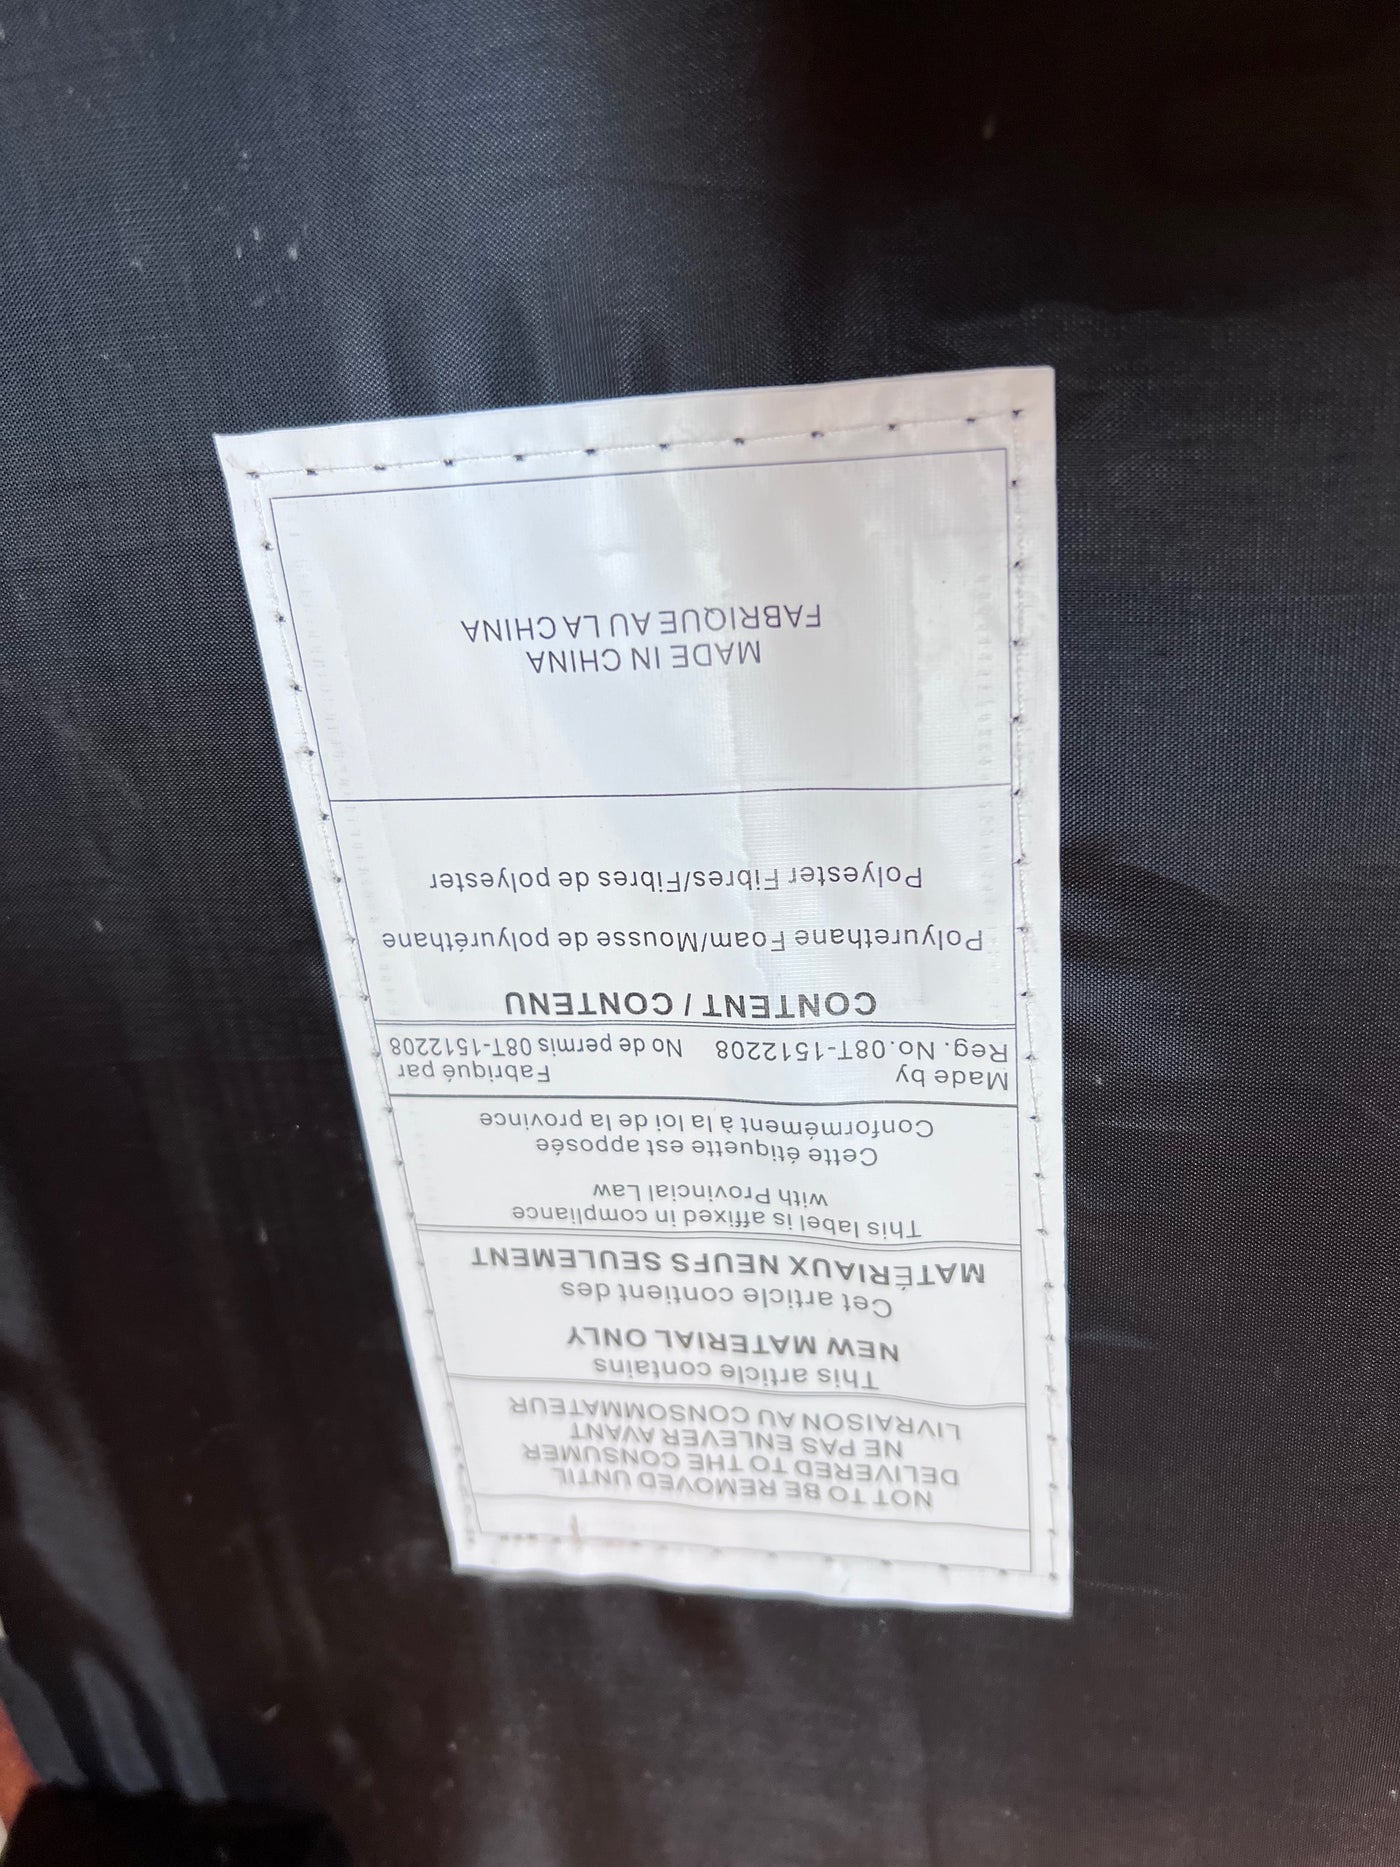 NOT TO BE REMOVED UNTIL
DELIVERED TO THE CONSUMER
NE PAS ENLEVER AVANT
LIVRAISON AU CONSOMMATEUR
This article contains
NEW MATERIAL ONLY
Cet article contient des
MATÉRIAUX NEUFS SEULEMENT
This label is affixed in compliance
with Provincial Law
Cette étiquette est apposée
Conformément à la loi de la province
Made by Fabriqué par
Reg. No.08T-1512208 No de permis 08T-1512208
CONTENT / CONTENU
Polyurethane Foam/Mousse de polyuréthane
Polyester Fibres/Fibres de polyester
MADE IN CHINA
FABRIQUE AU LA CHINA